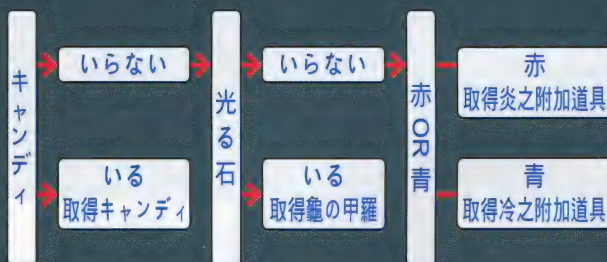 キャンディ
いらない
いる
取得キャンディ
光る石
いらない
いる
取得龜の甲羅
赤OR青
赤
取得炎之附加道具
青
取得冷之附加道具